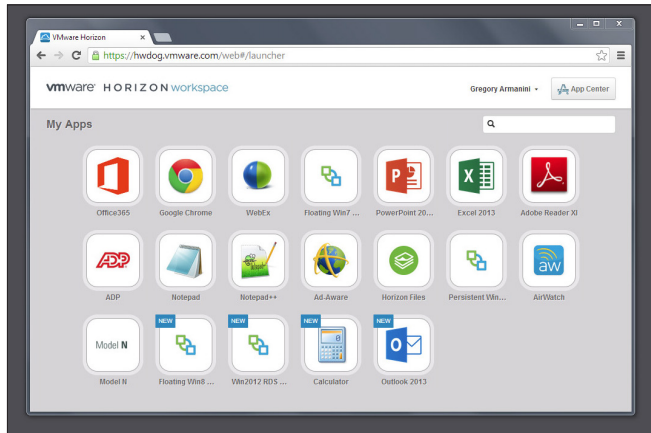 VMware Horizon
https://hwdog.vmware.com/web#/launcher
vmware HORIZON workspace
Gregory Armanini
App Center
My Apps
Office365 Google Chrome WebEx Floating Win7 ... PowerPoint 20... Excel 2013 Adobe Reader XI
ADP
aw
ADP Notepad Notepad++ Ad-Aware Horizon Files Persistent Win... AirWatch
NEW NEW NEW NEW
Model N
Model N Floating Win8 ... Win2012 RDS ... Calculator Outlook 2013